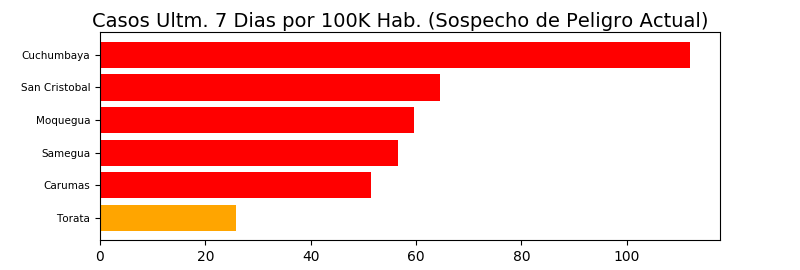 Casos Ultm. 7 Dias por 100K Hab. (Sospecho de Peligro Actual)
Cuchumbaya
San Cristobal
Moquegua
Samegua
Carumas
Torata
0 20 40 60 80 100